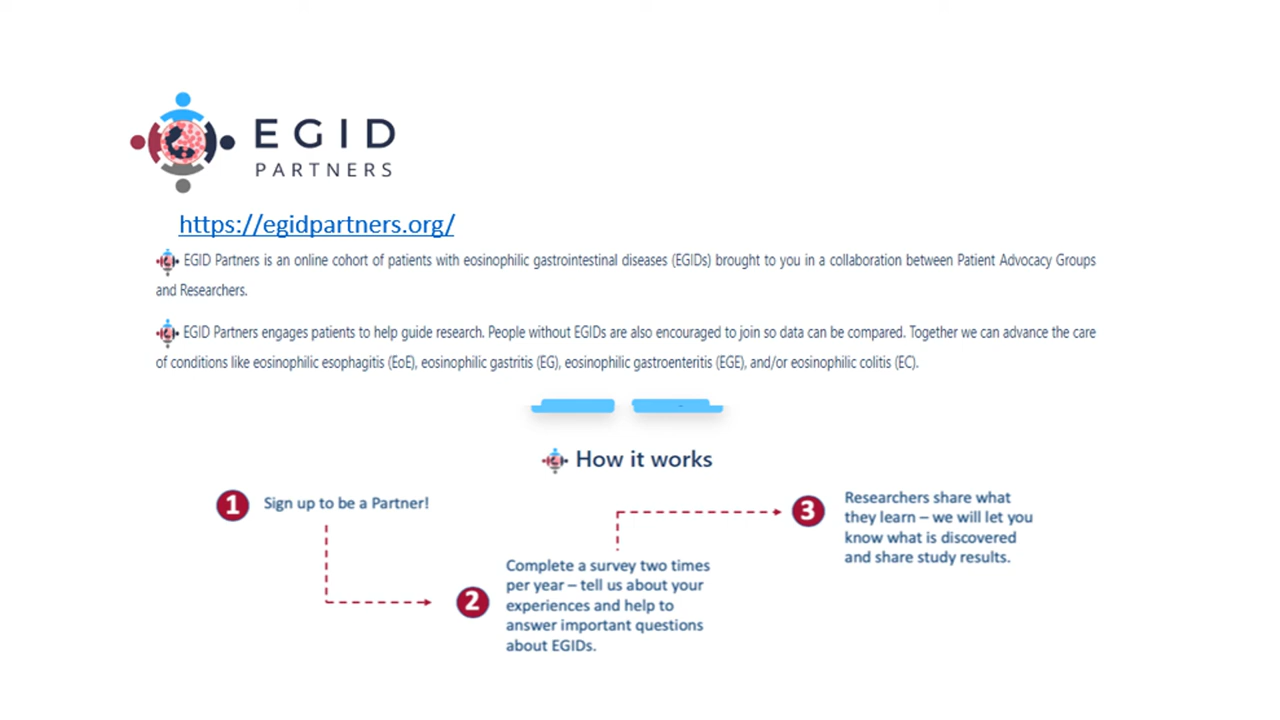 EGID
PARTNERS
https://egidpartners.org/
EGID Partners is an online cohort of patients with eosinophilic gastrointestinal diseases (EGIDs) brought to you in a collaboration between Patient Advocacy Groups
and Researchers.
EGID Partners engages patients to help guide research. People without EGIDs are also encouraged to join so data can be compared. Together we can advance the care
of conditions like eosinophilic esophagitis (EoE), eosinophilic gastritis (EG), eosinophilic gastroenteritis (EGE), and/or eosinophilic colitis (EC).
How it works
1 Sign up to be a Partner!
2 Complete a survey two times
per year – tell us about your
experiences and help to
answer important questions
about EGIDs.
3 Researchers share what
they learn – we will let you
know what is discovered
and share study results.